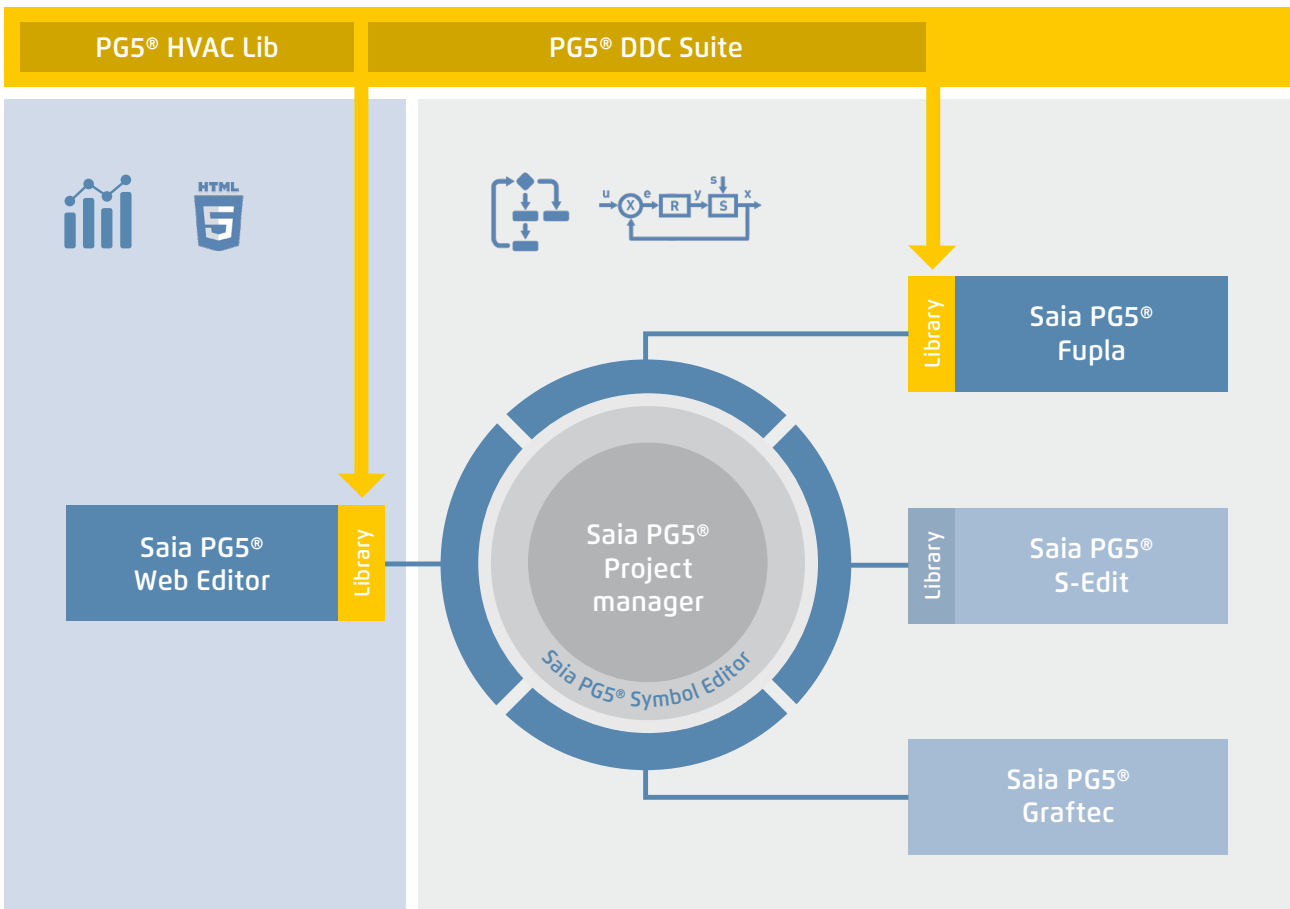 PG5® HVAC Lib
PG5® DDC Suite
HTML
5
u
e
y
s
x
X
R
S
Library
Saia PG5®
Fupla
Saia PG5®
Web Editor
Library
Saia PG5®
Project
manager
Saia PG5® Symbol Editor
Library
Saia PG5®
S-Edit
Saia PG5®
Graftec